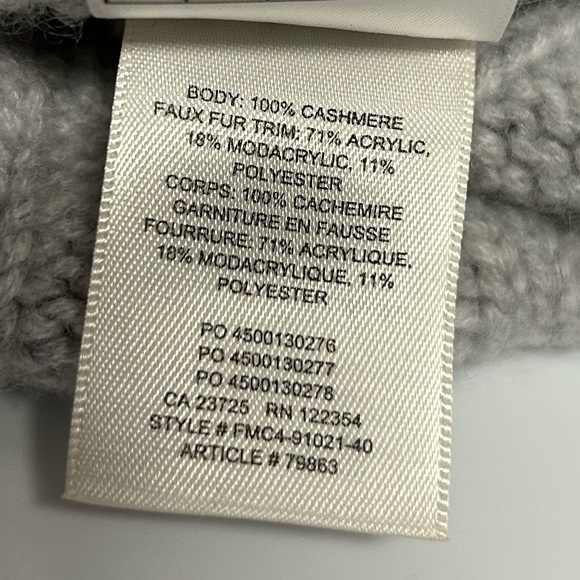 BODY: 100% CASHMERE
FAUX FUR TRIM: 71% ACRYLIC,
18% MODACRYLIC, 11%
POLYESTER
CORPS: 100% CACHEMIRE
GARNITURE EN FAUSSE
FOURRURE: 71% ACRYLIQUE,
18% MODACRYLIQUE, 11%
POLYESTER
PO 4500130276
PO 4500130277
PO 4500130278
CA 23725 RN 122354
STYLE # FMC4-91021-40
ARTICLE # 79863